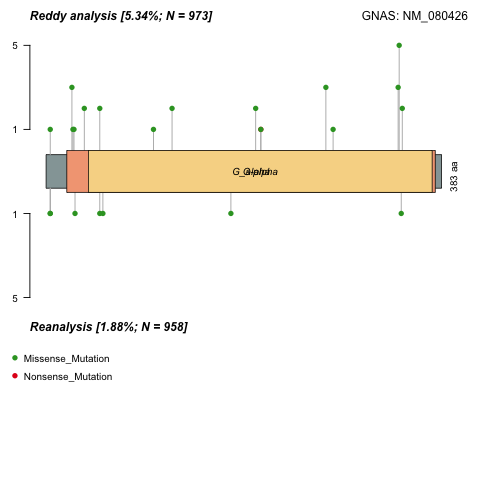 Reddy analysis [5.34%; N = 973]
GNAS: NM_080426
5
1
383 aa
1
5
Reanalysis [1.88%; N = 958]
Missense_Mutation
Nonsense_Mutation